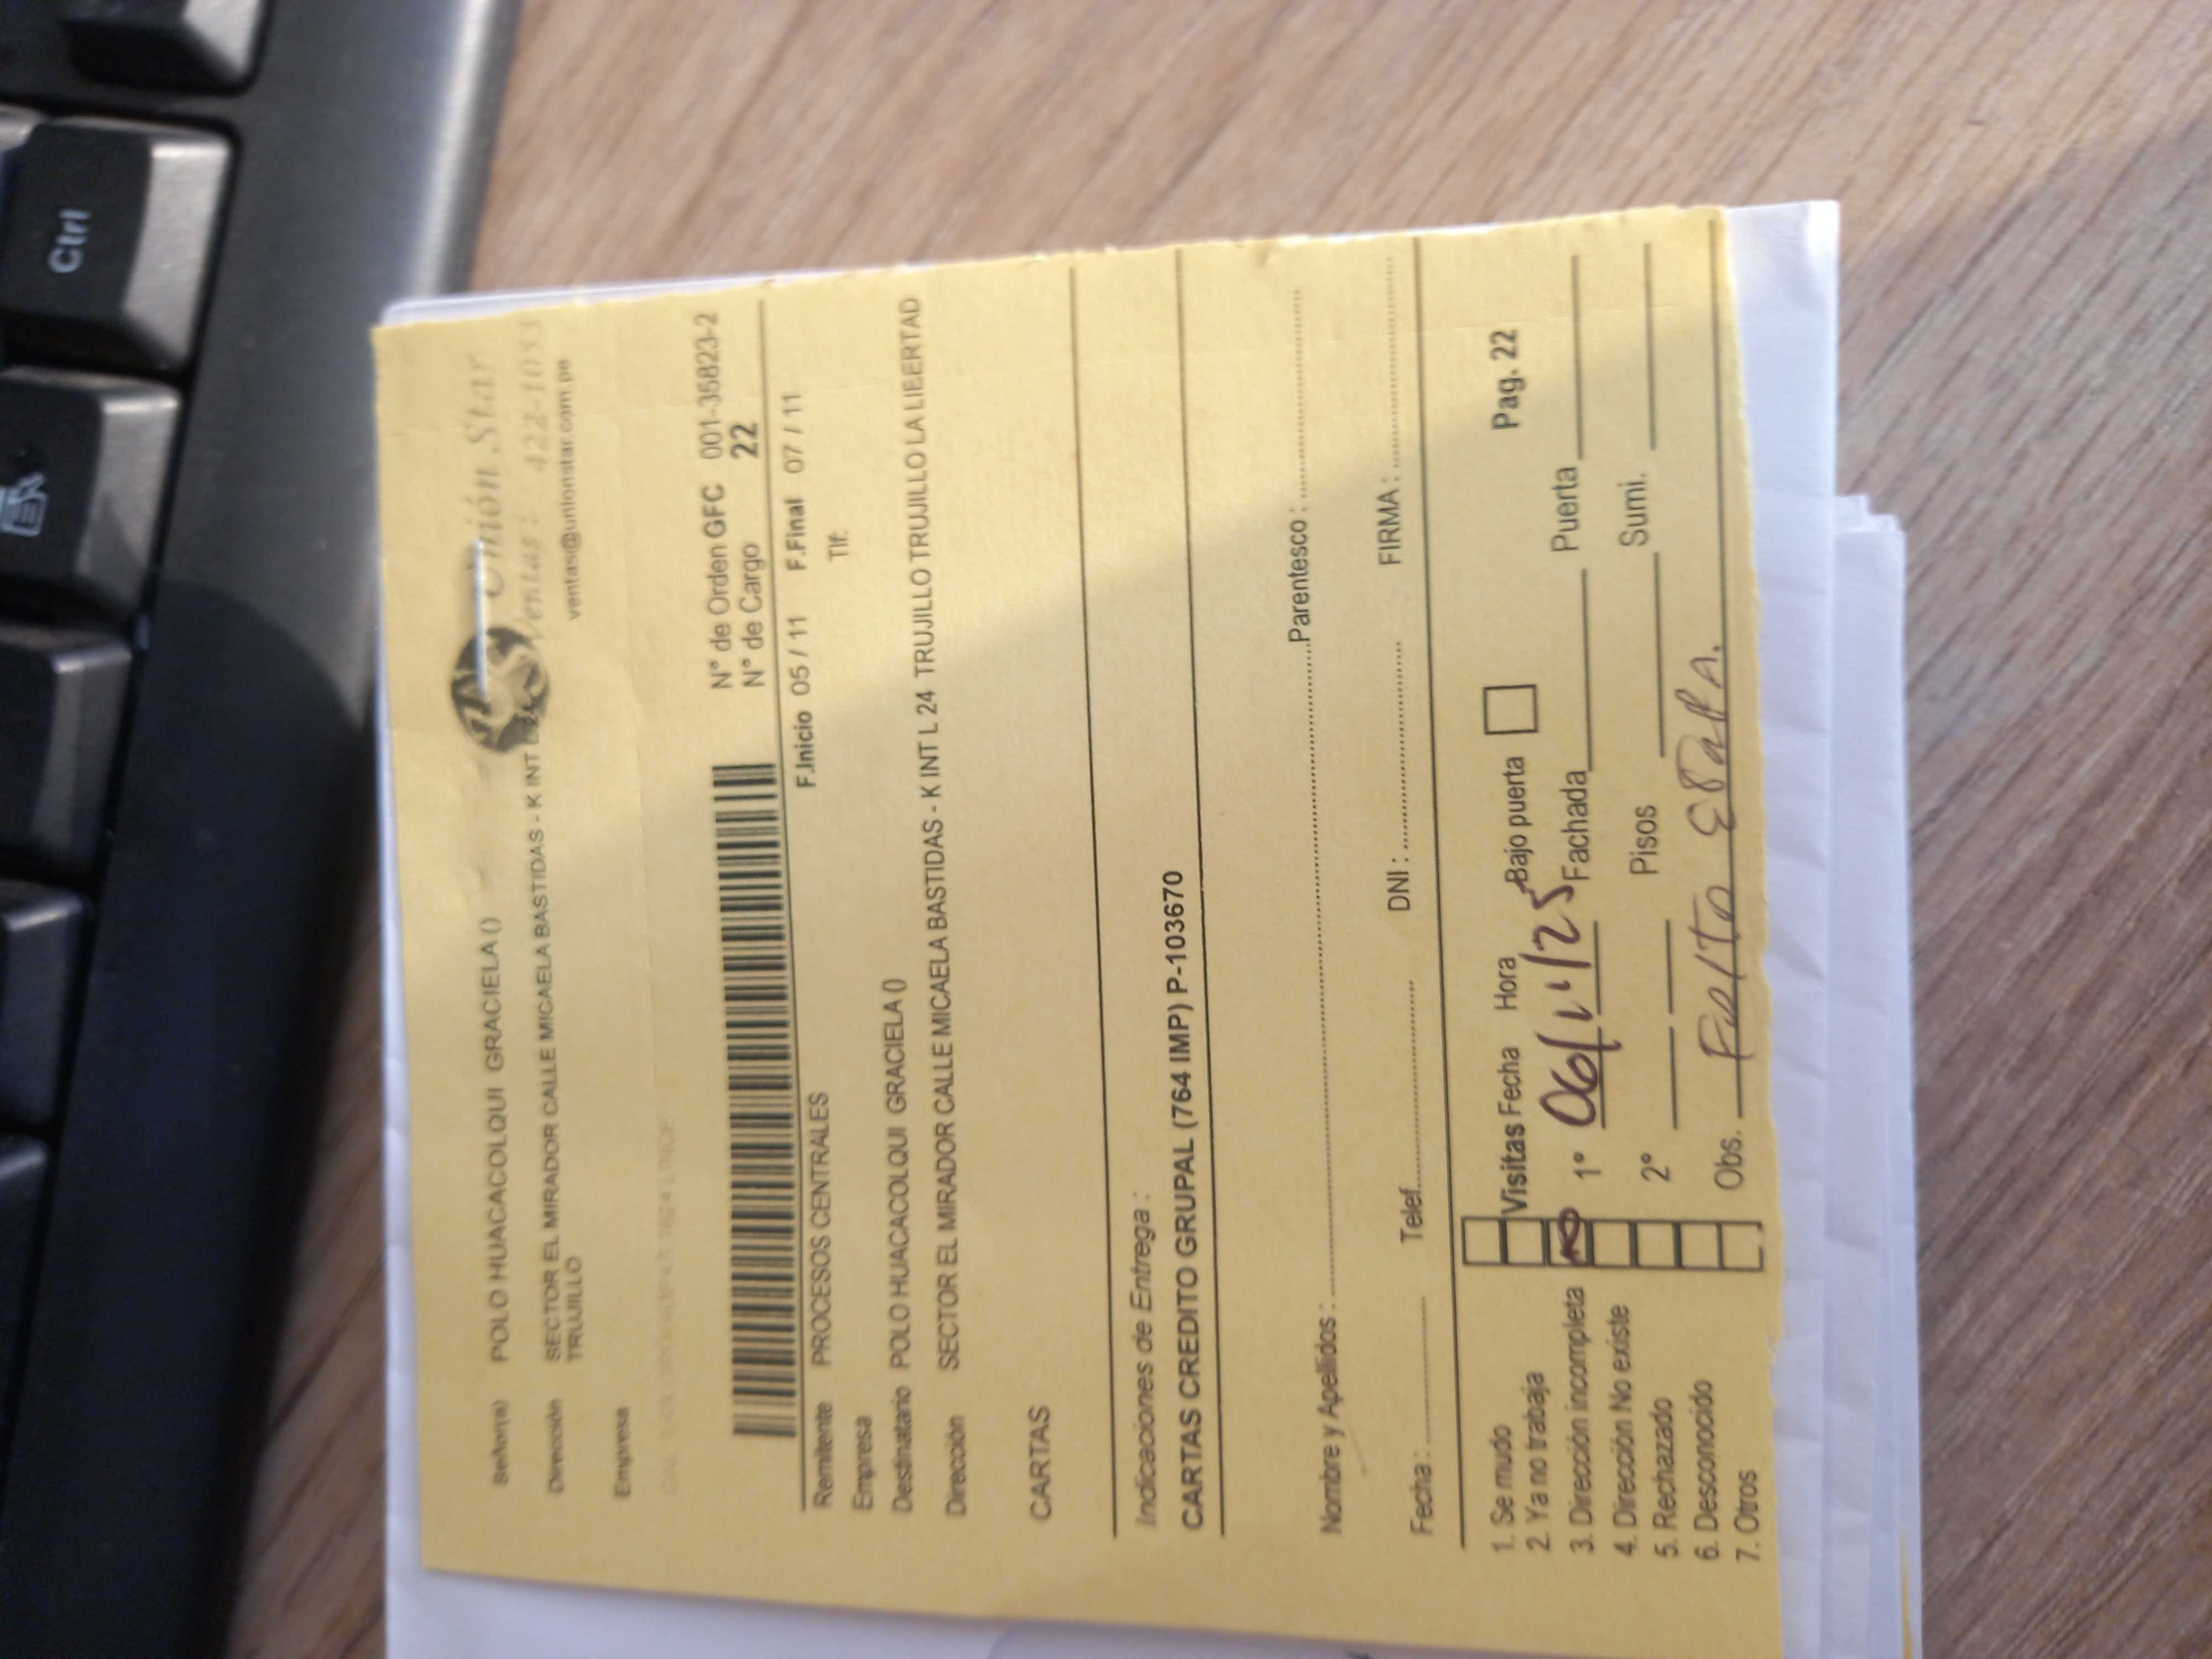 Señor(a) POLO HUACACOLQUI GRACIELA ()
Unión Star
Ventas: 422-1033
ventas@unionstar.com.pe
Dirección SECTOR EL MIRADOR CALLE MICAELA BASTIDAS - K INT
TRUJILLO
Empresa
N° de Orden GFC 001-35823-2
N° de Cargo 22
F.Inicio 05 / 11 F.Final 07 / 11
Remitente PROCESOS CENTRALES
Tlf.
Empresa
Destinatario POLO HUACACOLQUI GRACIELA ()
Dirección SECTOR EL MIRADOR CALLE MICAELA BASTIDAS - K INT L 24 TRUJILLO TRUJILLO LA LIBERTAD
CARTAS
Indicaciones de Entrega :
CARTAS CREDITO GRUPAL (764 IMP) P-103670
Nombre y Apellidos : Parentesco :
Fecha : Telef. DNI : FIRMA :
1. Se mudo
2. Ya no trabaja
3. Dirección incompleta
4. Dirección No existe
5. Rechazado
6. Desconocido
7. Otros
Visitas Fecha Hora Bajo puerta Pag. 22
1° 06/11/25 Fachada Puerta
2° Pisos Sumi.
Obs. Falto
Ctrl